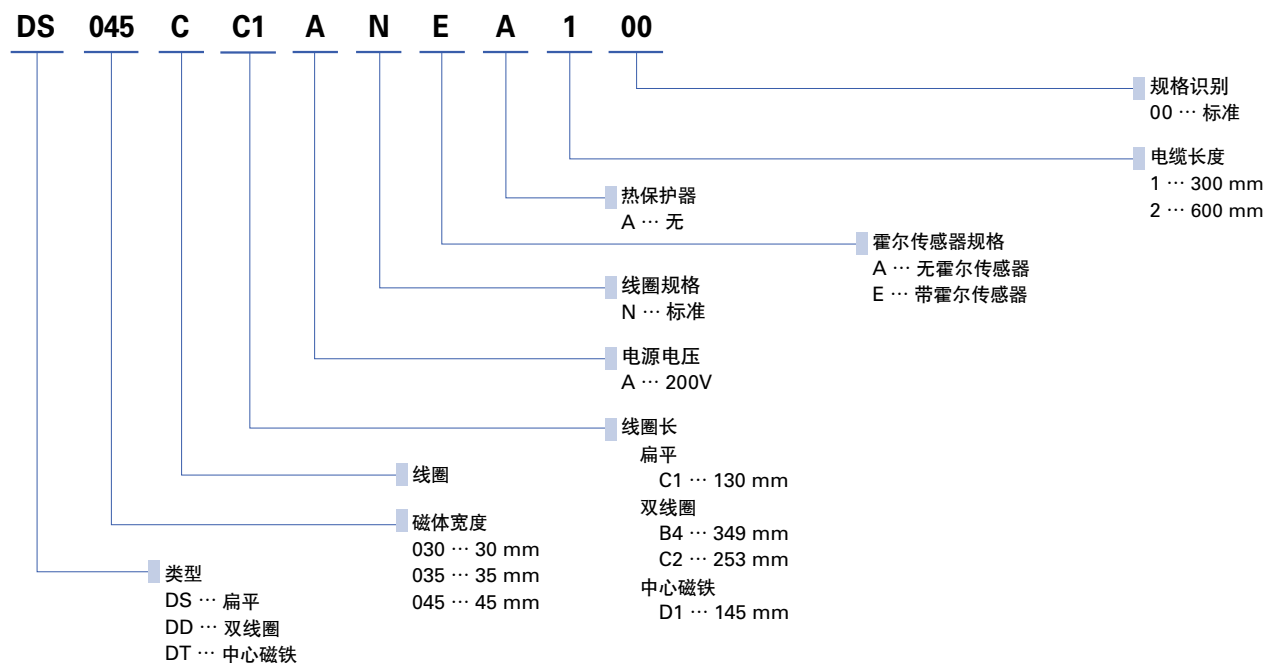 DS 045 C C1 A N E A 1 00
规格识别
00 … 标准
电缆长度
1 … 300 mm
2 … 600 mm
热保护器
A … 无
霍尔传感器规格
A … 无霍尔传感器
E … 带霍尔传感器
线圈规格
N … 标准
电源电压
A … 200V
线圈长
扁平
C1 … 130 mm
双线圈
B4 … 349 mm
C2 … 253 mm
中心磁铁
D1 … 145 mm
线圈
磁体宽度
030 … 30 mm
035 … 35 mm
045 … 45 mm
类型
DS … 扁平
DD … 双线圈
DT … 中心磁铁